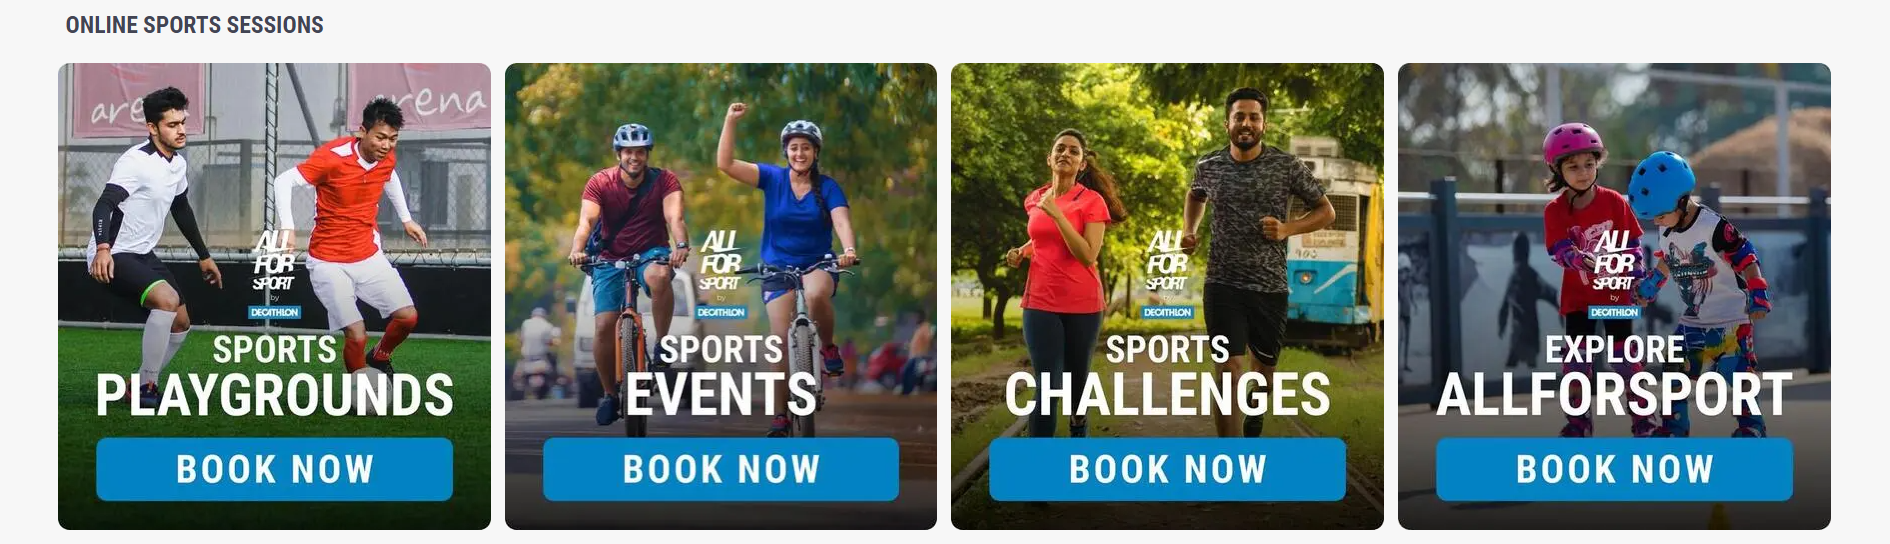 ONLINE SPORTS SESSIONS
arena
ALL
FOR
SPORT
by
DECATHLON
SPORTS
PLAYGROUNDS
BOOK NOW
ALL
FOR
SPORT
by
DECATHLON
SPORTS
EVENTS
BOOK NOW
ALL
FOR
SPORT
by
DECATHLON
SPORTS
CHALLENGES
BOOK NOW
ALL
FOR
SPORT
by
DECATHLON
EXPLORE
ALLFORSPORT
BOOK NOW